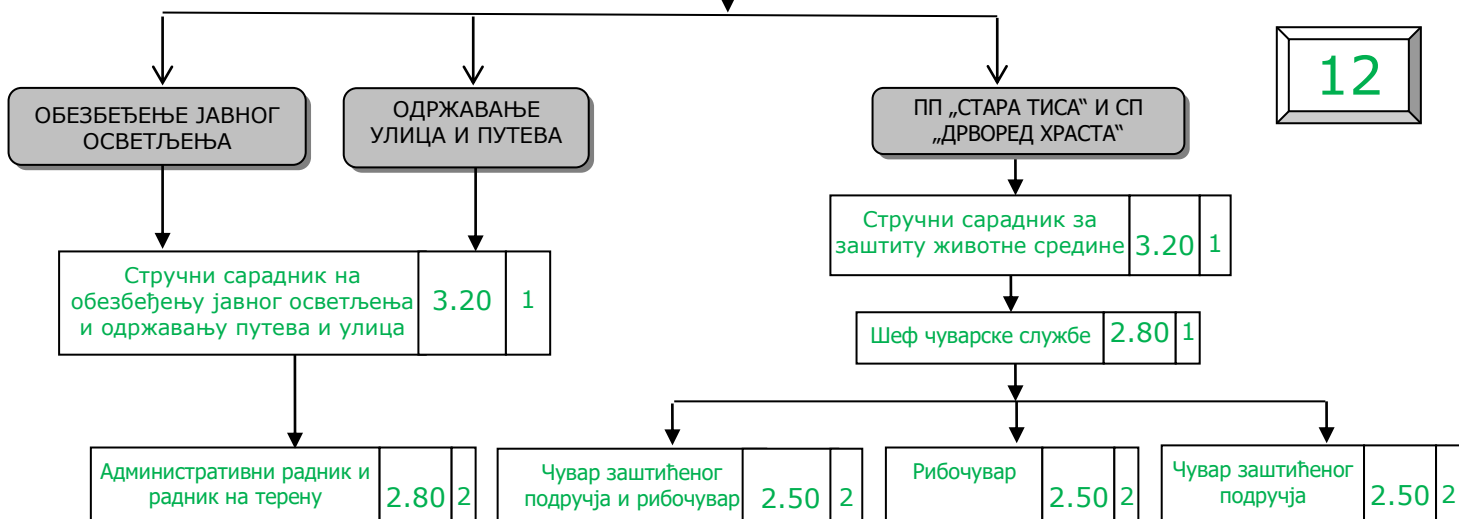 12
ОБЕЗБЕЂЕЊЕ ЈАВНОГ
ОСВЕТЉЕЊА
ОДРЖАВАЊЕ
УЛИЦА И ПУТЕВА
ПП „СТАРА ТИСА“ И СП
„ДРВОРЕД ХРАСТА“
Стручни сарадник за
заштиту животне средине
3.20
1
Стручни сарадник на
обезбеђењу јавног осветљења
и одржавању путева и улица
3.20
1
Шеф чуварске службе
2.80
1
Административни радник и
радник на терену
2.80
2
Чувар заштићеног
подручја и рибочувар
2.50
2
Рибочувар
2.50
2
Чувар заштићеног
подручја
2.50
2